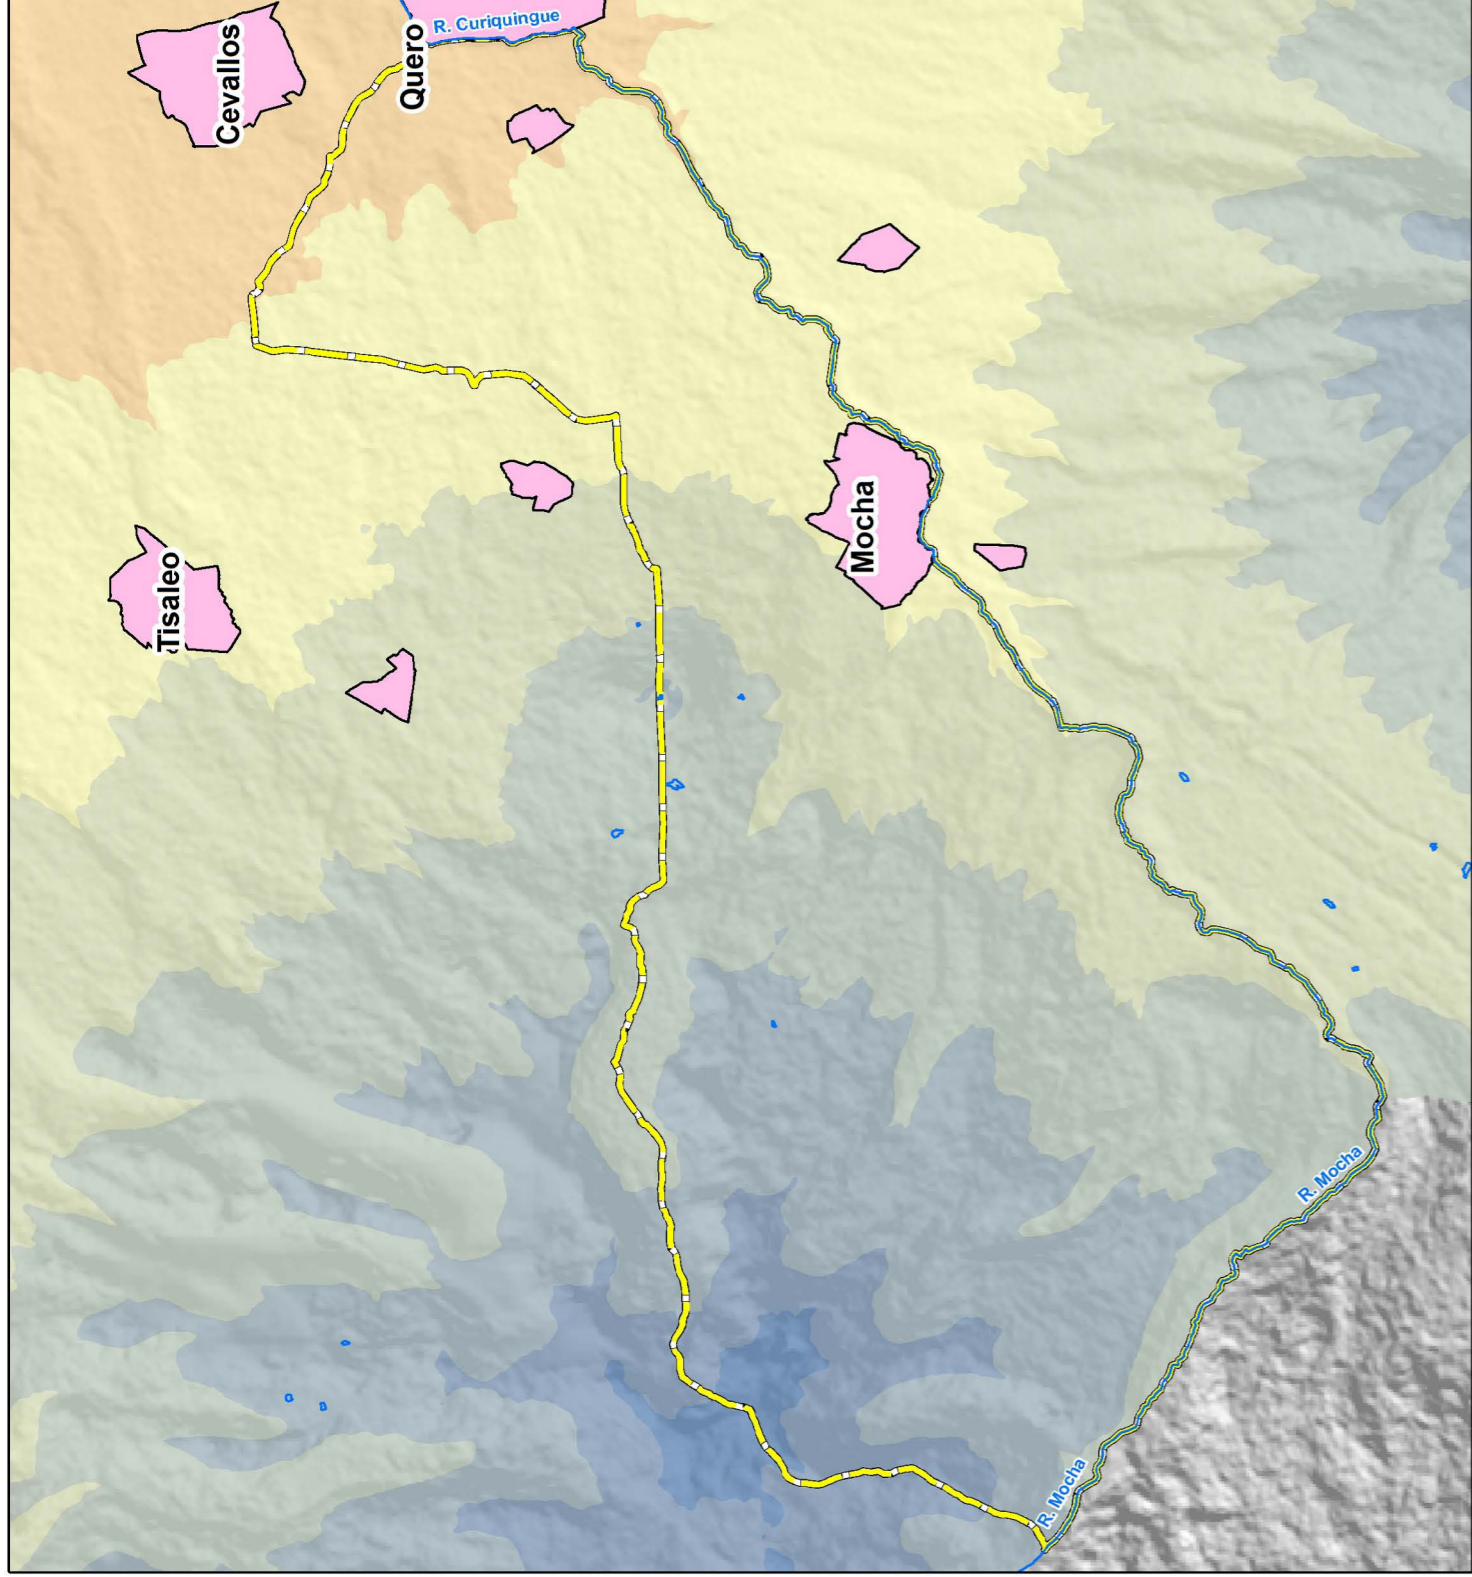 R. Curiquingue
Cevallos
Quero
Tisaleo
Mocha
R. Mocha
R. Mocha